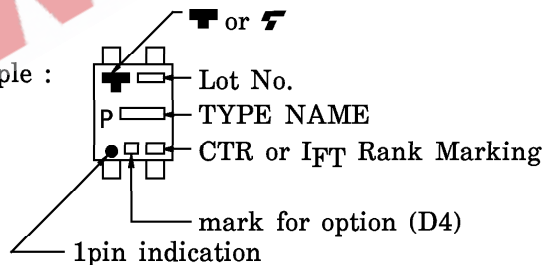 T or T
ple :
Lot No.
P TYPE NAME
CTR or IFT Rank Marking
mark for option (D4)
1pin indication